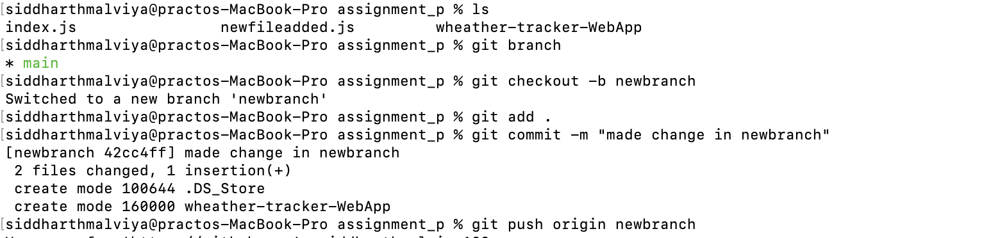 [siddharthmalviya@practos-MacBook-Pro assignment_p % ls
index.js newfileadded.js wheather-tracker-WebApp
[siddharthmalviya@practos-MacBook-Pro assignment_p % git branch
* main
[siddharthmalviya@practos-MacBook-Pro assignment_p % git checkout -b newbranch
Switched to a new branch 'newbranch'
[siddharthmalviya@practos-MacBook-Pro assignment_p % git add .
[siddharthmalviya@practos-MacBook-Pro assignment_p % git commit -m "made change in newbranch"
[newbranch 42cc4ff] made change in newbranch
2 files changed, 1 insertion(+)
create mode 100644 .DS_Store
create mode 160000 wheather-tracker-WebApp
[siddharthmalviya@practos-MacBook-Pro assignment_p % git push origin newbranch